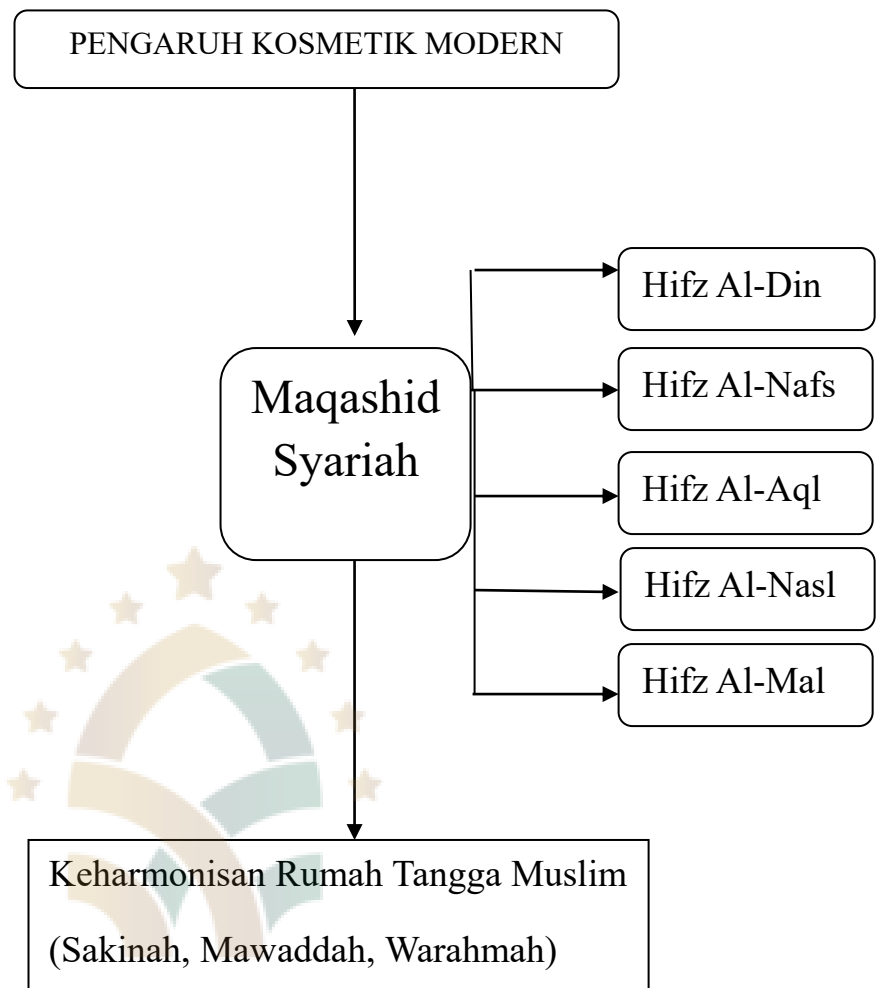 PENGARUH KOSMETIK MODERN
Maqashid
Syariah
Hifz Al-Din
Hifz Al-Nafs
Hifz Al-Aql
Hifz Al-Nasl
Hifz Al-Mal
Keharmonisan Rumah Tangga Muslim
(Sakinah, Mawaddah, Warahmah)